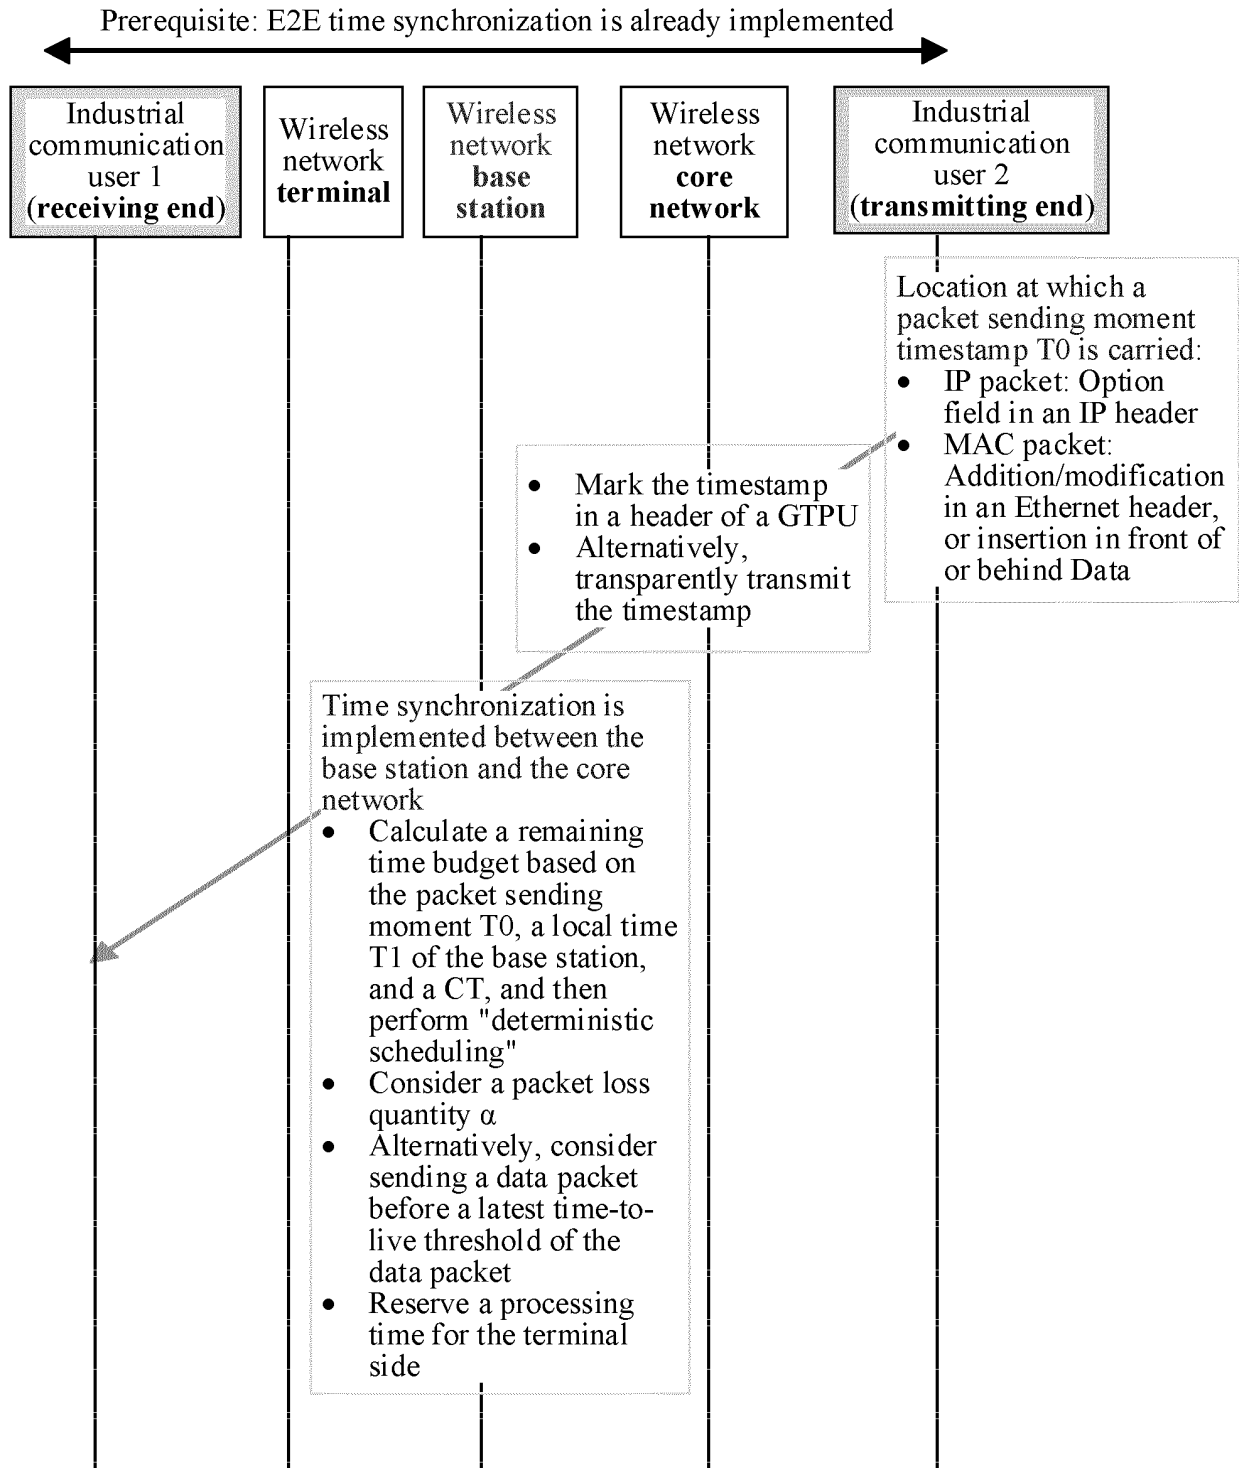 Prerequisite: E2E time synchronization is already implemented
Industrial
communication
user 1
(receiving end)
Wireless
network
terminal
Wireless
network
base
station
Wireless
network
core
network
Industrial
communication
user 2
(transmitting end)
Location at which a
packet sending moment
timestamp T0 is carried:
• IP packet: Option
field in an IP header
• MAC packet:
Addition/modification
in an Ethernet header,
or insertion in front of
or behind Data
• Mark the timestamp
in a header of a GTPU
• Alternatively,
transparently transmit
the timestamp
Time synchronization is
implemented between the
base station and the core
network
• Calculate a remaining
time budget based on
the packet sending
moment T0, a local time
T1 of the base station,
and a CT, and then
perform "deterministic
scheduling"
• Consider a packet loss
quantity α
• Alternatively, consider
sending a data packet
before a latest time-to-
live threshold of the
data packet
• Reserve a processing
time for the terminal
side